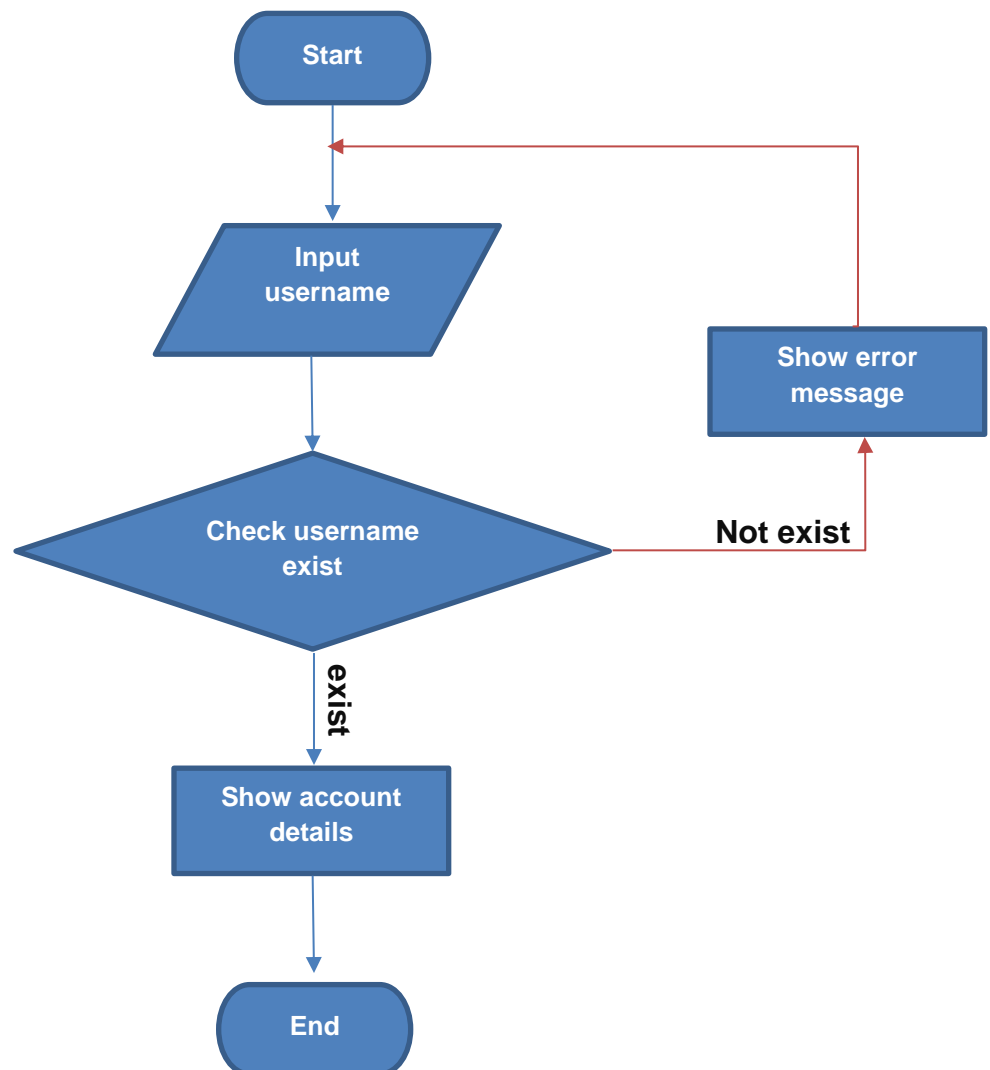 Start
Input
username
Show error
message
Check username
exist
Not exist
exist
Show account
details
End